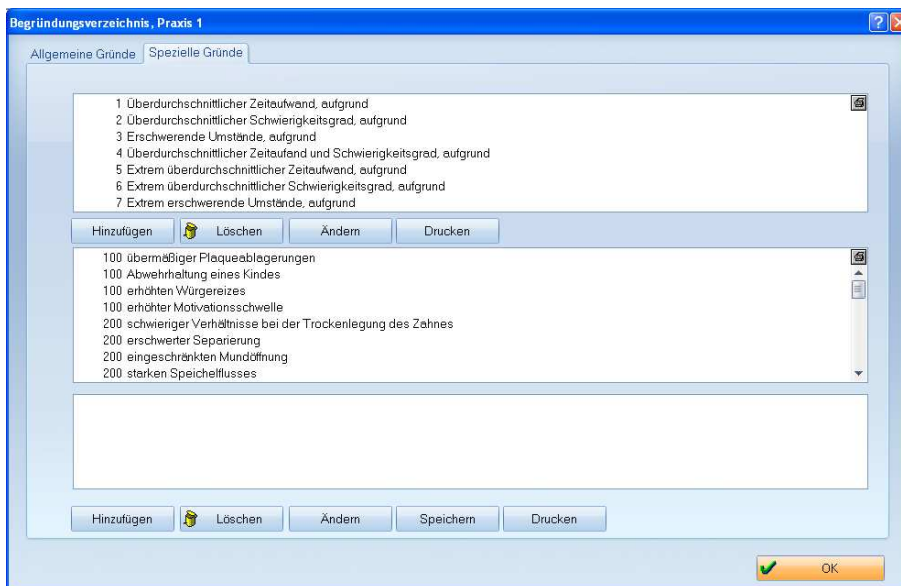 Begründungsverzeichnis, Praxis 1
Allgemeine Gründe Spezielle Gründe
1 Überdurchschnittlicher Zeitaufwand, aufgrund
2 Überdurchschnittlicher Schwierigkeitsgrad, aufgrund
3 Erschwerende Umstände, aufgrund
4 Überdurchschnittlicher Zeitaufand und Schwierigkeitsgrad, aufgrund
5 Extrem überdurchschnittlicher Zeitaufwand, aufgrund
6 Extrem überdurchschnittlicher Schwierigkeitsgrad, aufgrund
7 Extrem erschwerende Umstände, aufgrund
Hinzufügen Löschen Ändern Drucken
100 übermäßiger Plaqueablagerungen
100 Abwehrhaltung eines Kindes
100 erhöhten Würgereizes
100 erhöhter Motivationsschwelle
200 schwieriger Verhältnisse bei der Trockenlegung des Zahnes
200 erschwerter Separierung
200 eingeschränkten Mundöffnung
200 starken Speichelflusses
Hinzufügen Löschen Ändern Speichern Drucken
OK